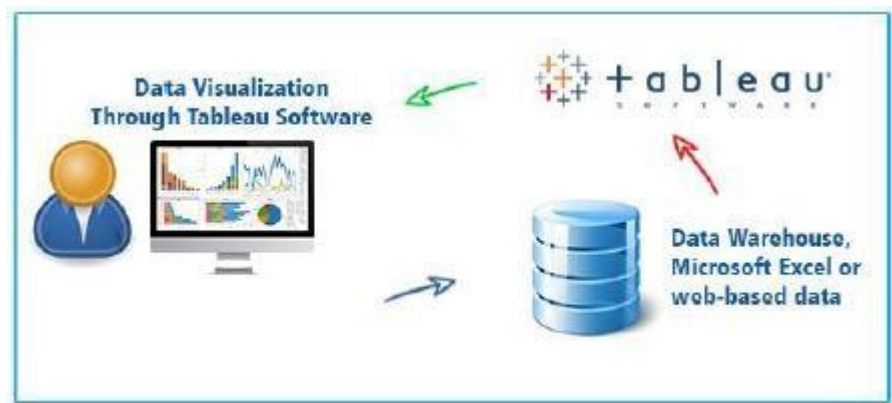 Data Visualization
Through Tableau Software
+ableau
SOFTWARE
Data Warehouse,
Microsoft Excel or
web-based data